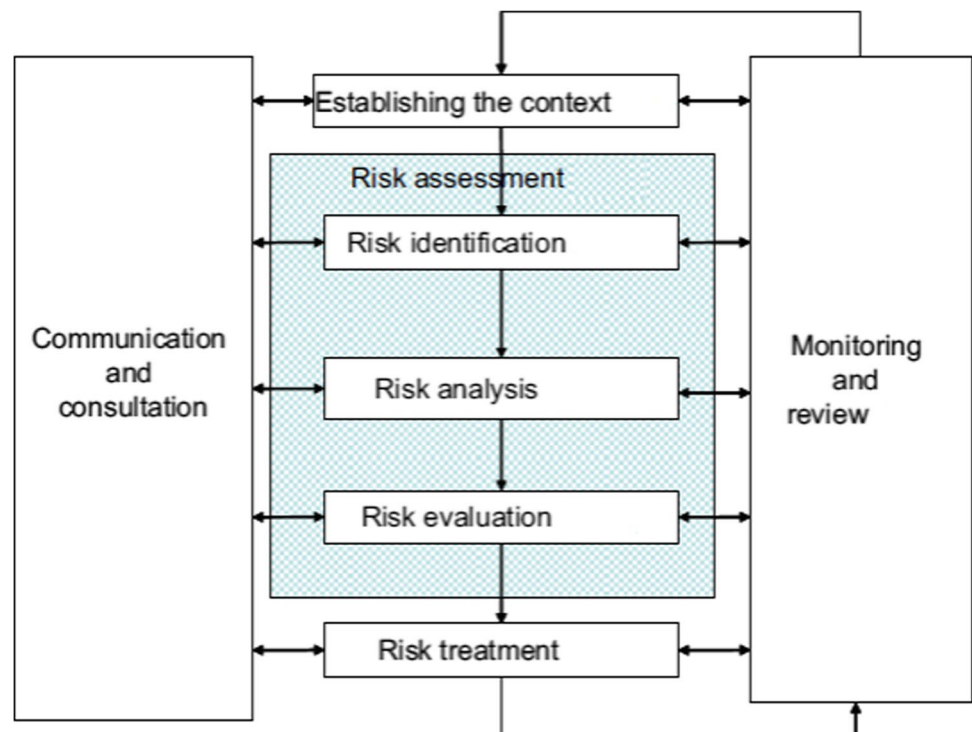 Establishing the context
Risk assessment
Risk identification
Communication
and
consultation
Risk analysis
Monitoring
and
review
Risk evaluation
Risk treatment